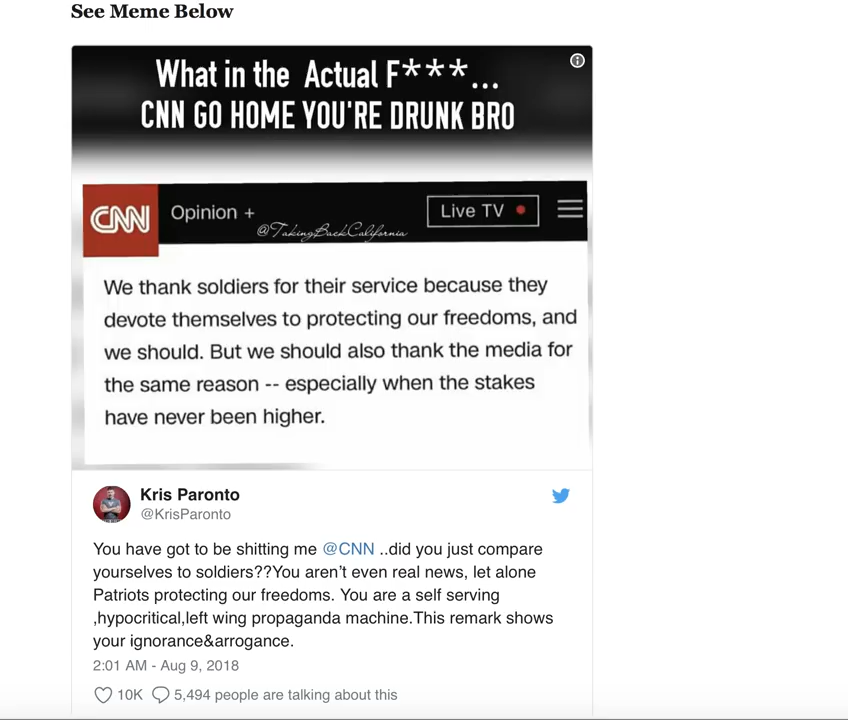 See Meme Below
What in the Actual F***...
CNN GO HOME YOU'RE DRUNK BRO
CNN Opinion + Live TV
@TakingBackCalifornia
We thank soldiers for their service because they
devote themselves to protecting our freedoms, and
we should. But we should also thank the media for
the same reason -- especially when the stakes
have never been higher.
Kris Paronto
@KrisParonto
You have got to be shitting me @CNN ..did you just compare
yourselves to soldiers??You aren't even real news, let alone
Patriots protecting our freedoms. You are a self serving
,hypocritical,left wing propaganda machine.This remark shows
your ignorance&arrogance.
2:01 AM - Aug 9, 2018
10K 5,494 people are talking about this